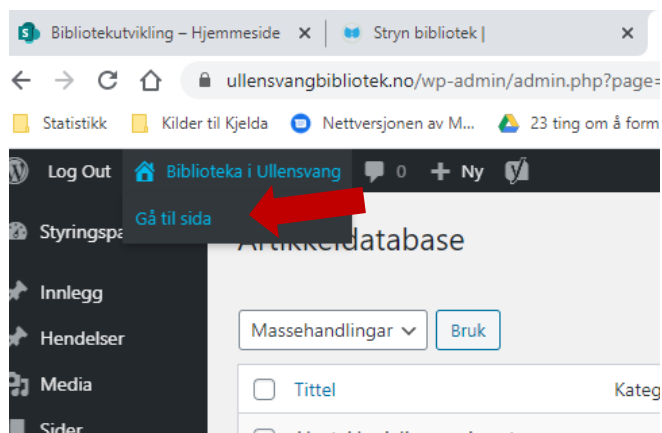 Bibliotekutvikling – Hjemmeside
Stryn bibliotek |
ullensvangbibliotek.no/wp-admin/admin.php?page=
Statistikk Kilder til Kjelda Nettversjonen av M... 23 ting om å form
Log Out Biblioteka i Ullensvang 0 + Ny
Gå til sida
Styringspa
Artikkeldatabase
Innlegg
Hendelser
Massehandlingar Bruk
Media
Tittel Kateg
Sider